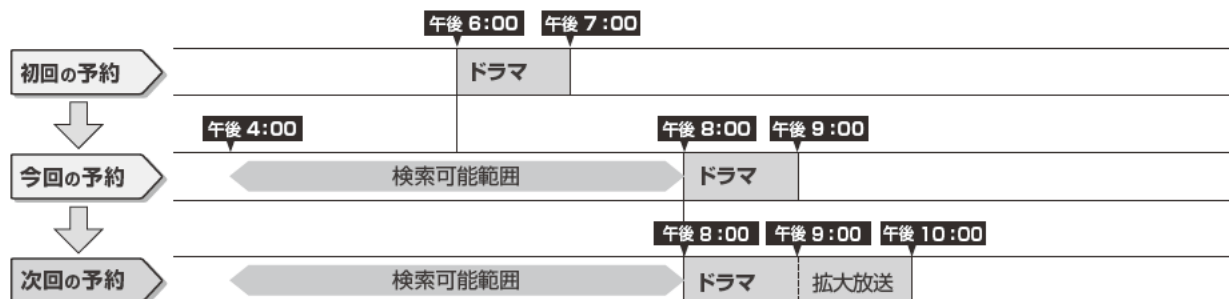 午後 6:00 午後 7:00
初回の予約 ドラマ
午後 4:00 午後 8:00 午後 9:00
今回の予約 検索可能範囲 ドラマ
午後 8:00 午後 9:00 午後 10:00
次回の予約 検索可能範囲 ドラマ 拡大放送